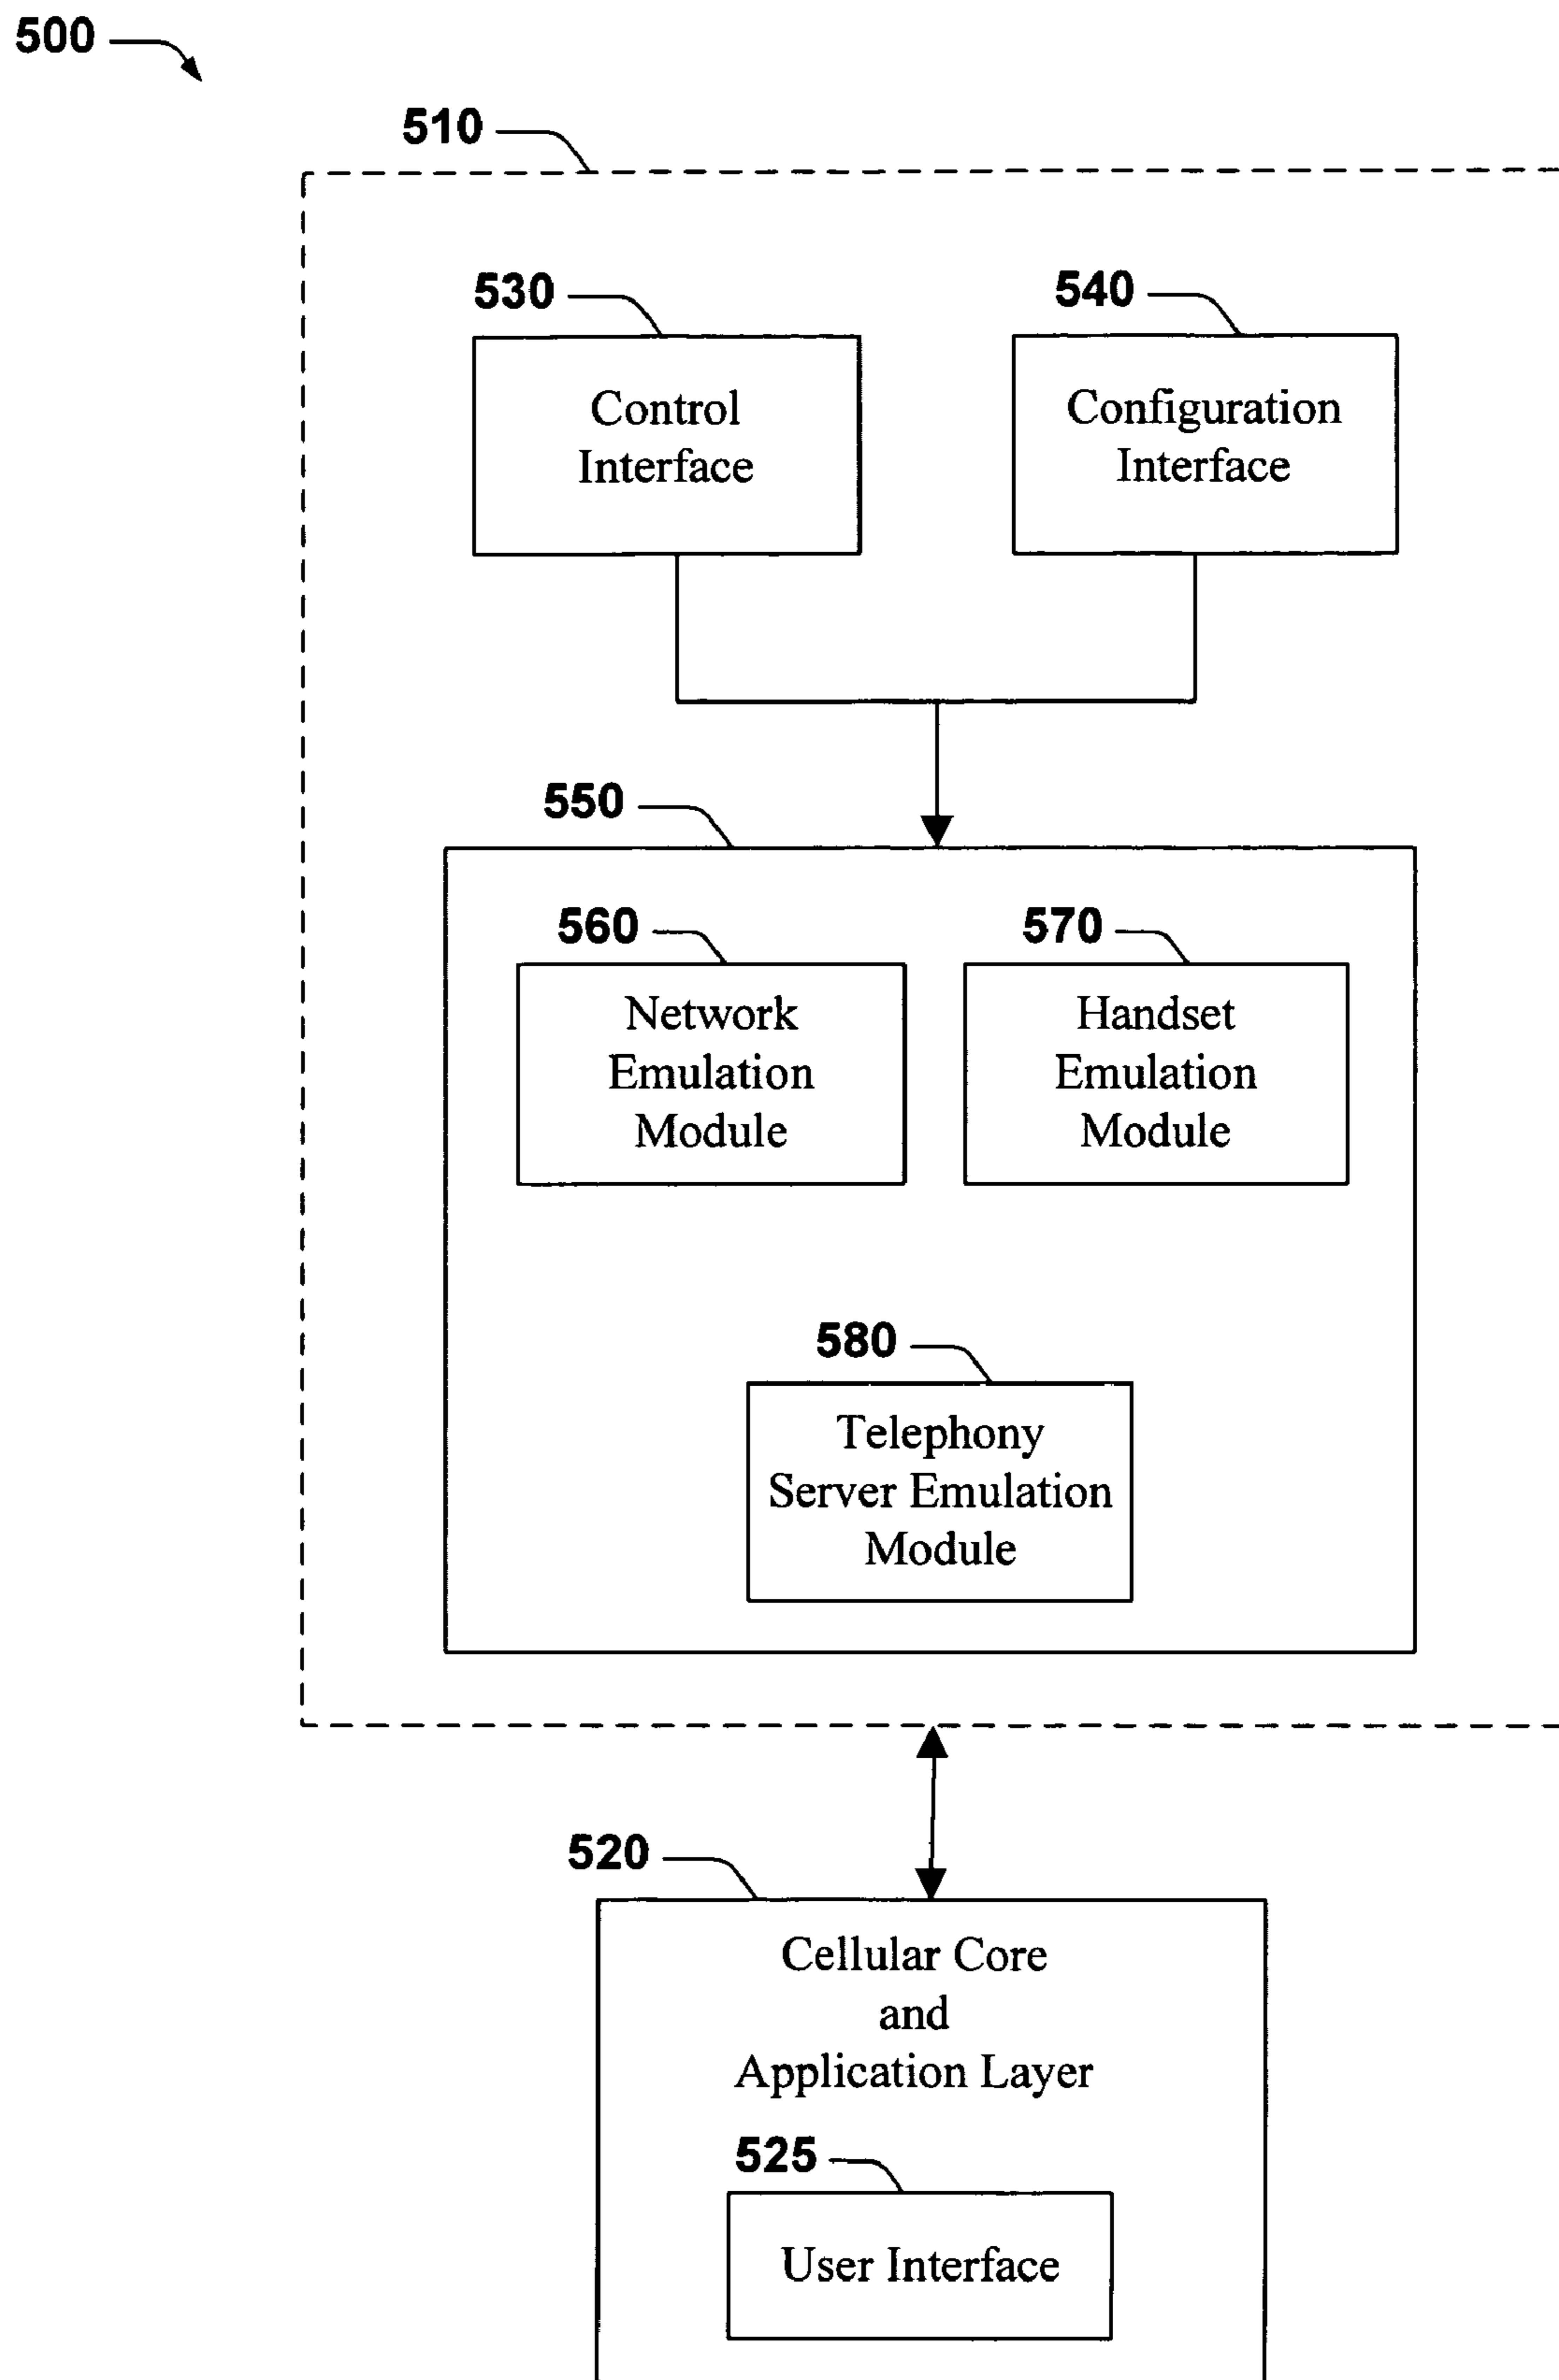 500
510
530
540
Control
Interface
Configuration
Interface
550
560
570
Network
Emulation
Module
Handset
Emulation
Module
580
Telephony
Server Emulation
Module
520
Cellular Core
and
Application Layer
525
User Interface